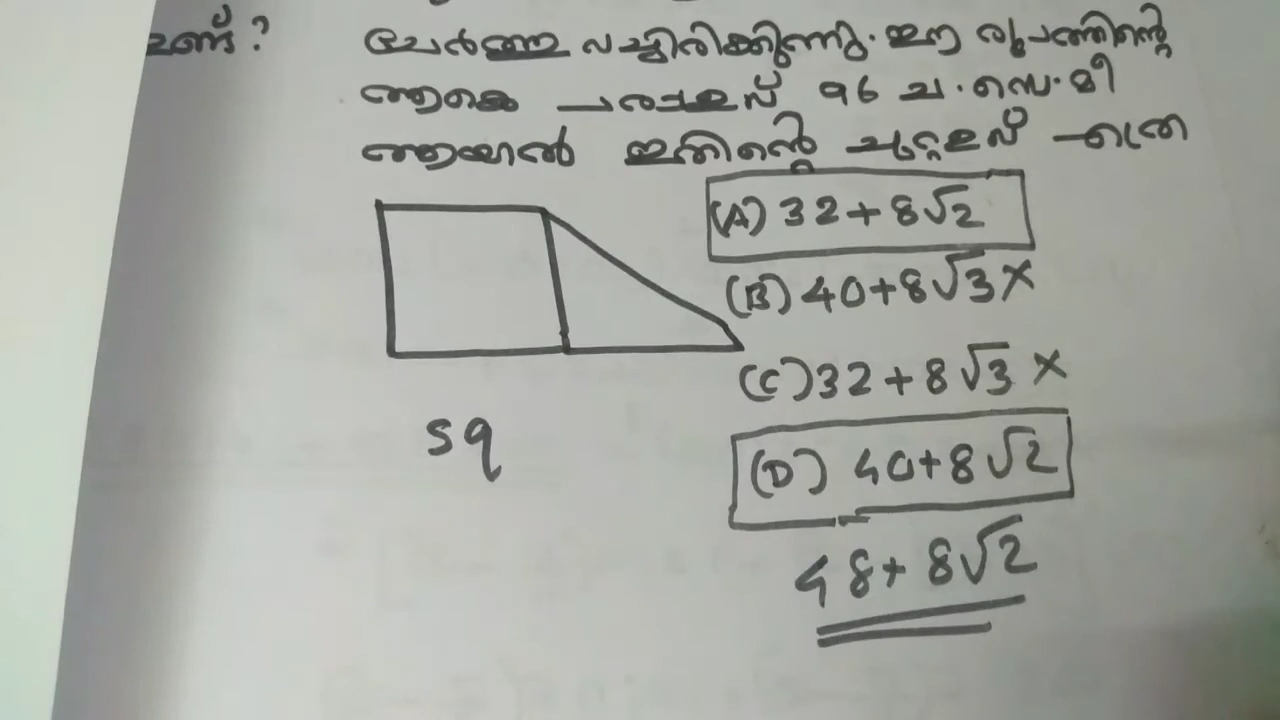 ഉണ്ട്?
ചേർത്തു വച്ചിരിക്കുന്നു. ഈ രൂപത്തിന്റെ
ആകെ പരപ്പളവ് 96 ച.സെ.മീ
ആയാൽ ഇതിന്റെ ചുറ്റളവ് എത്ര
(A) 32+8√2
(B) 40+8√3 ×
(C) 32+8√3 ×
(D) 40+8√2
48+8√2
sq